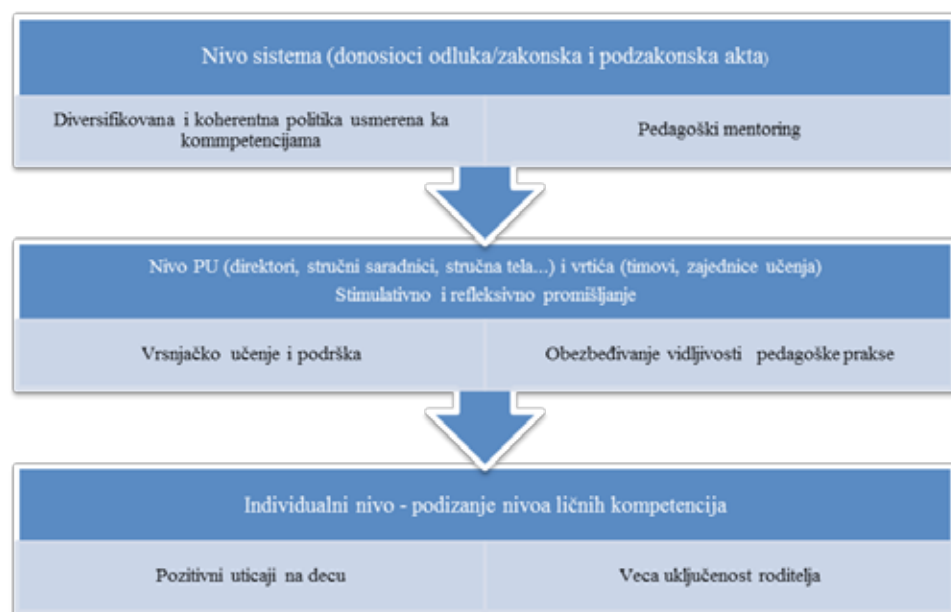 Nivo sistema (donosioci odluka/zakonska i podzakonska akta)
Diversifikovana i koherentna politika usmerena ka
kommpetencijama
Pedagoški mentoring
Nivo PU (direktori, stručni saradnici, stručna tela...) i vrtića (timovi, zajednice učenja)
Stimulativno i refleksivno promišljanje
Vrsnjačko učenje i podrška
Obezbeđivanje vidljivosti pedagoške prakse
Individualni nivo - podizanje nivoa ličnih kompetencija
Pozitivni uticaji na decu
Veca uključenost roditelja